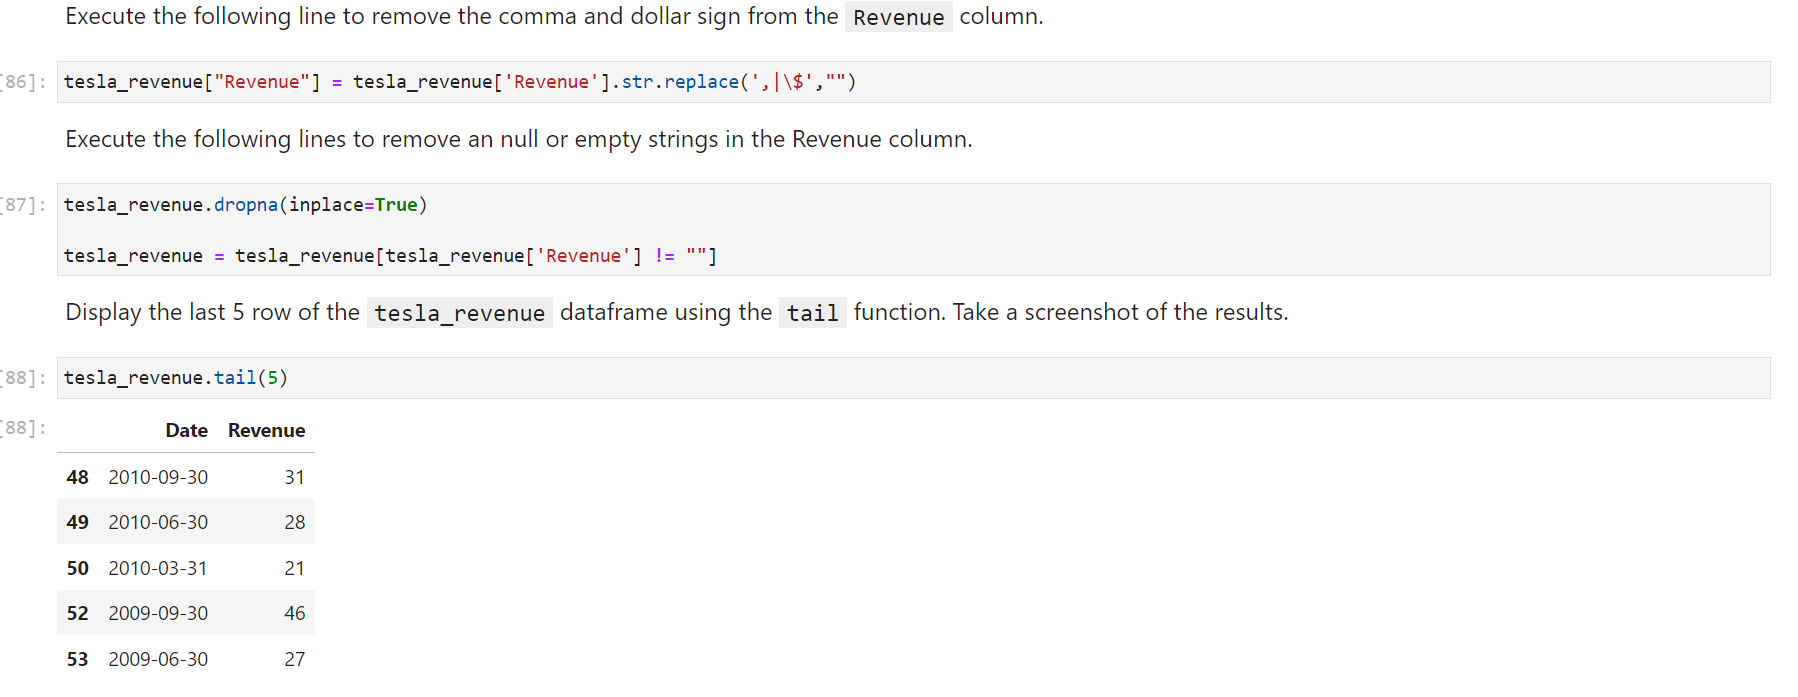 Execute the following line to remove the comma and dollar sign from the Revenue column.
[86]: tesla_revenue["Revenue"] = tesla_revenue['Revenue'].str.replace(',|\$',"")
Execute the following lines to remove an null or empty strings in the Revenue column.
[87]: tesla_revenue.dropna(inplace=True)
tesla_revenue = tesla_revenue[tesla_revenue['Revenue'] != ""]
Display the last 5 row of the tesla_revenue dataframe using the tail function. Take a screenshot of the results.
[88]: tesla_revenue.tail(5)
[88]:
Date Revenue
48 2010-09-30 31
49 2010-06-30 28
50 2010-03-31 21
52 2009-09-30 46
53 2009-06-30 27